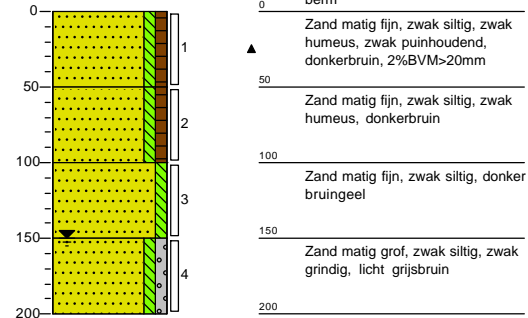 berm
0
0
Zand matig fijn, zwak siltig, zwak
humeus, zwak puinhoudend,
donkerbruin, 2%BVM>20mm
1
50
50
Zand matig fijn, zwak siltig, zwak
humeus, donkerbruin
2
100
100
Zand matig fijn, zwak siltig, donker
bruingeel
3
150
150
Zand matig grof, zwak siltig, zwak
grindig, licht grijsbruin
4
200
200